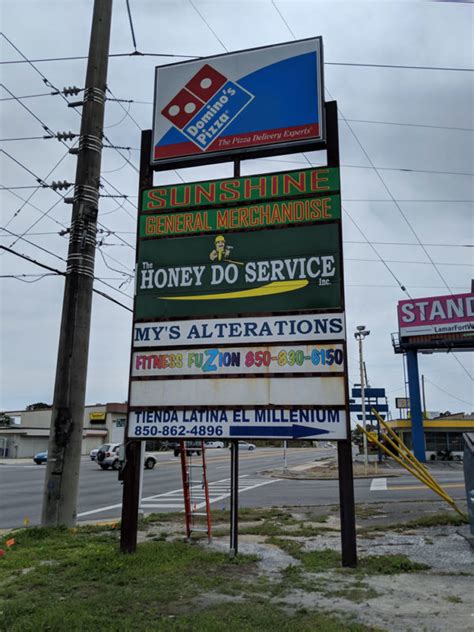 Domino's
Pizza
The Pizza Delivery Experts
SUNSHINE
GENERAL MERCHANDISE
The
HONEY DO SERVICE
Inc.
MY'S ALTERATIONS
FITNESS FUZION 850-830-6150
TIENDA LATINA EL MILLENIUM
850-862-4896
STAND
LamarFortW